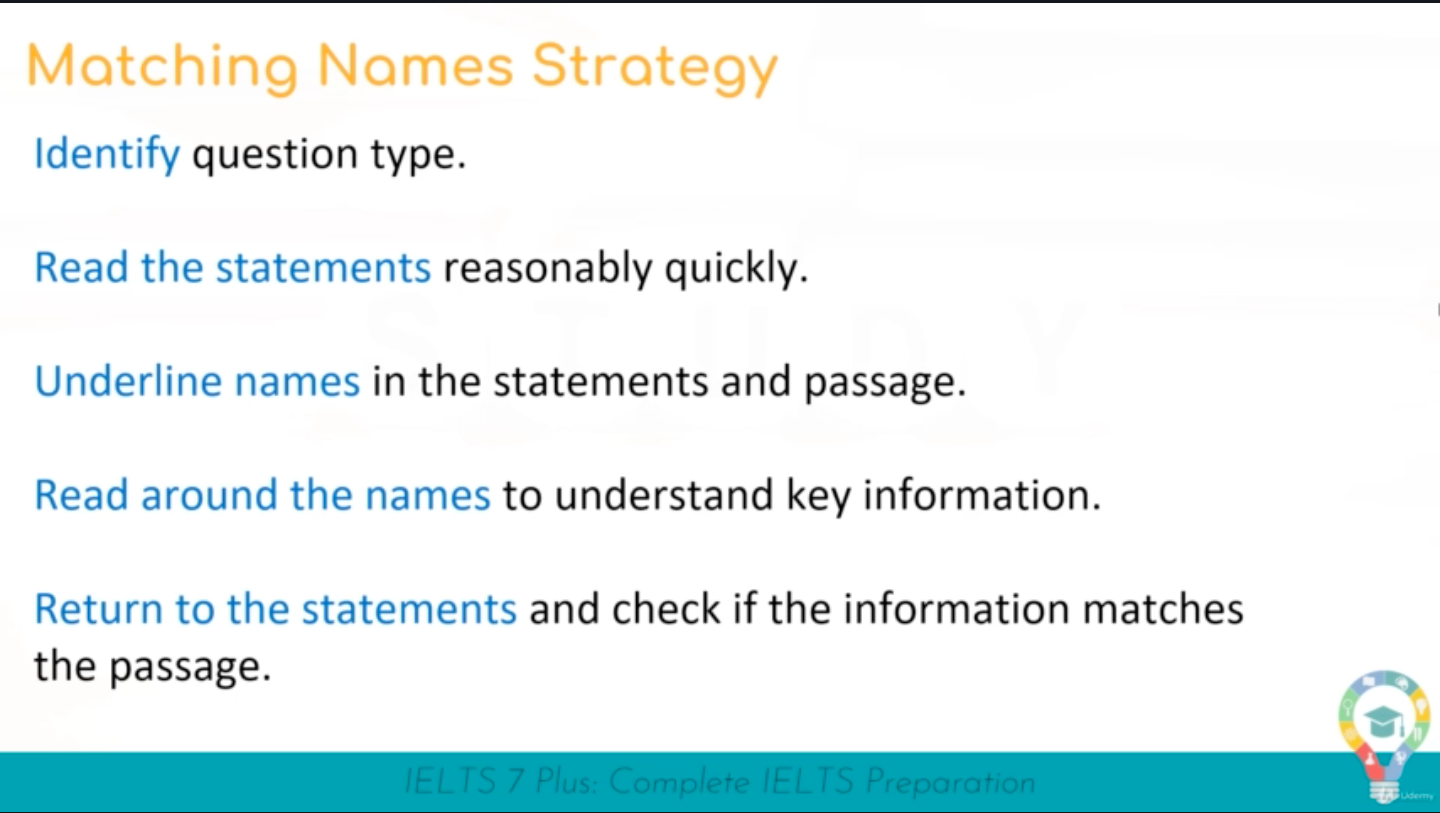 Matching Names Strategy
Identify question type.
Read the statements reasonably quickly.
Underline names in the statements and passage.
Read around the names to understand key information.
Return to the statements and check if the information matches
the passage.
STUDY
IELTS 7 Plus: Complete IELTS Preparation
Udemy